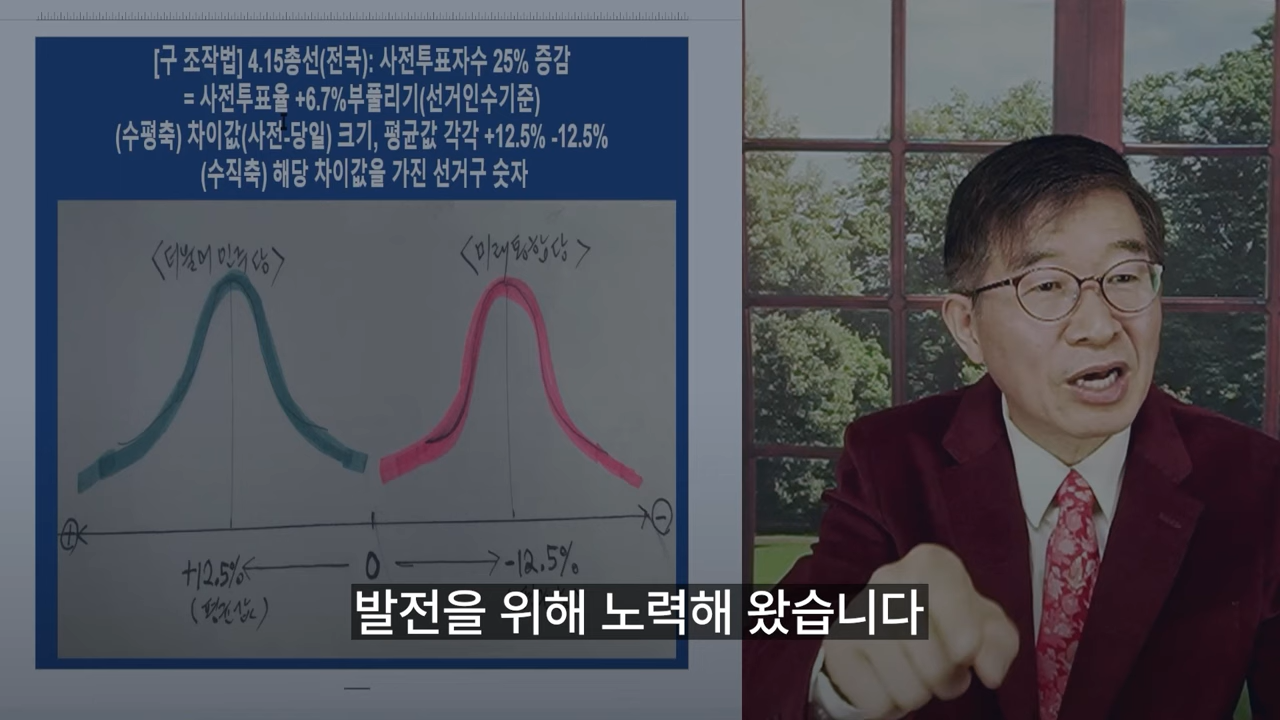 [구 조작법] 4.15총선(전국): 사전투표자수 25% 증감
= 사전투표율 +6.7%부풀리기(선거인수기준)
(수평축) 차이값(사전-당일) 크기, 평균값 각각 +12.5% -12.5%
(수직축) 해당 차이값을 가진 선거구 숫자
<더불어민주당> <미래통합당>
+ -
+12.5% 0 -12.5%
(평균값)
발전을 위해 노력해 왔습니다